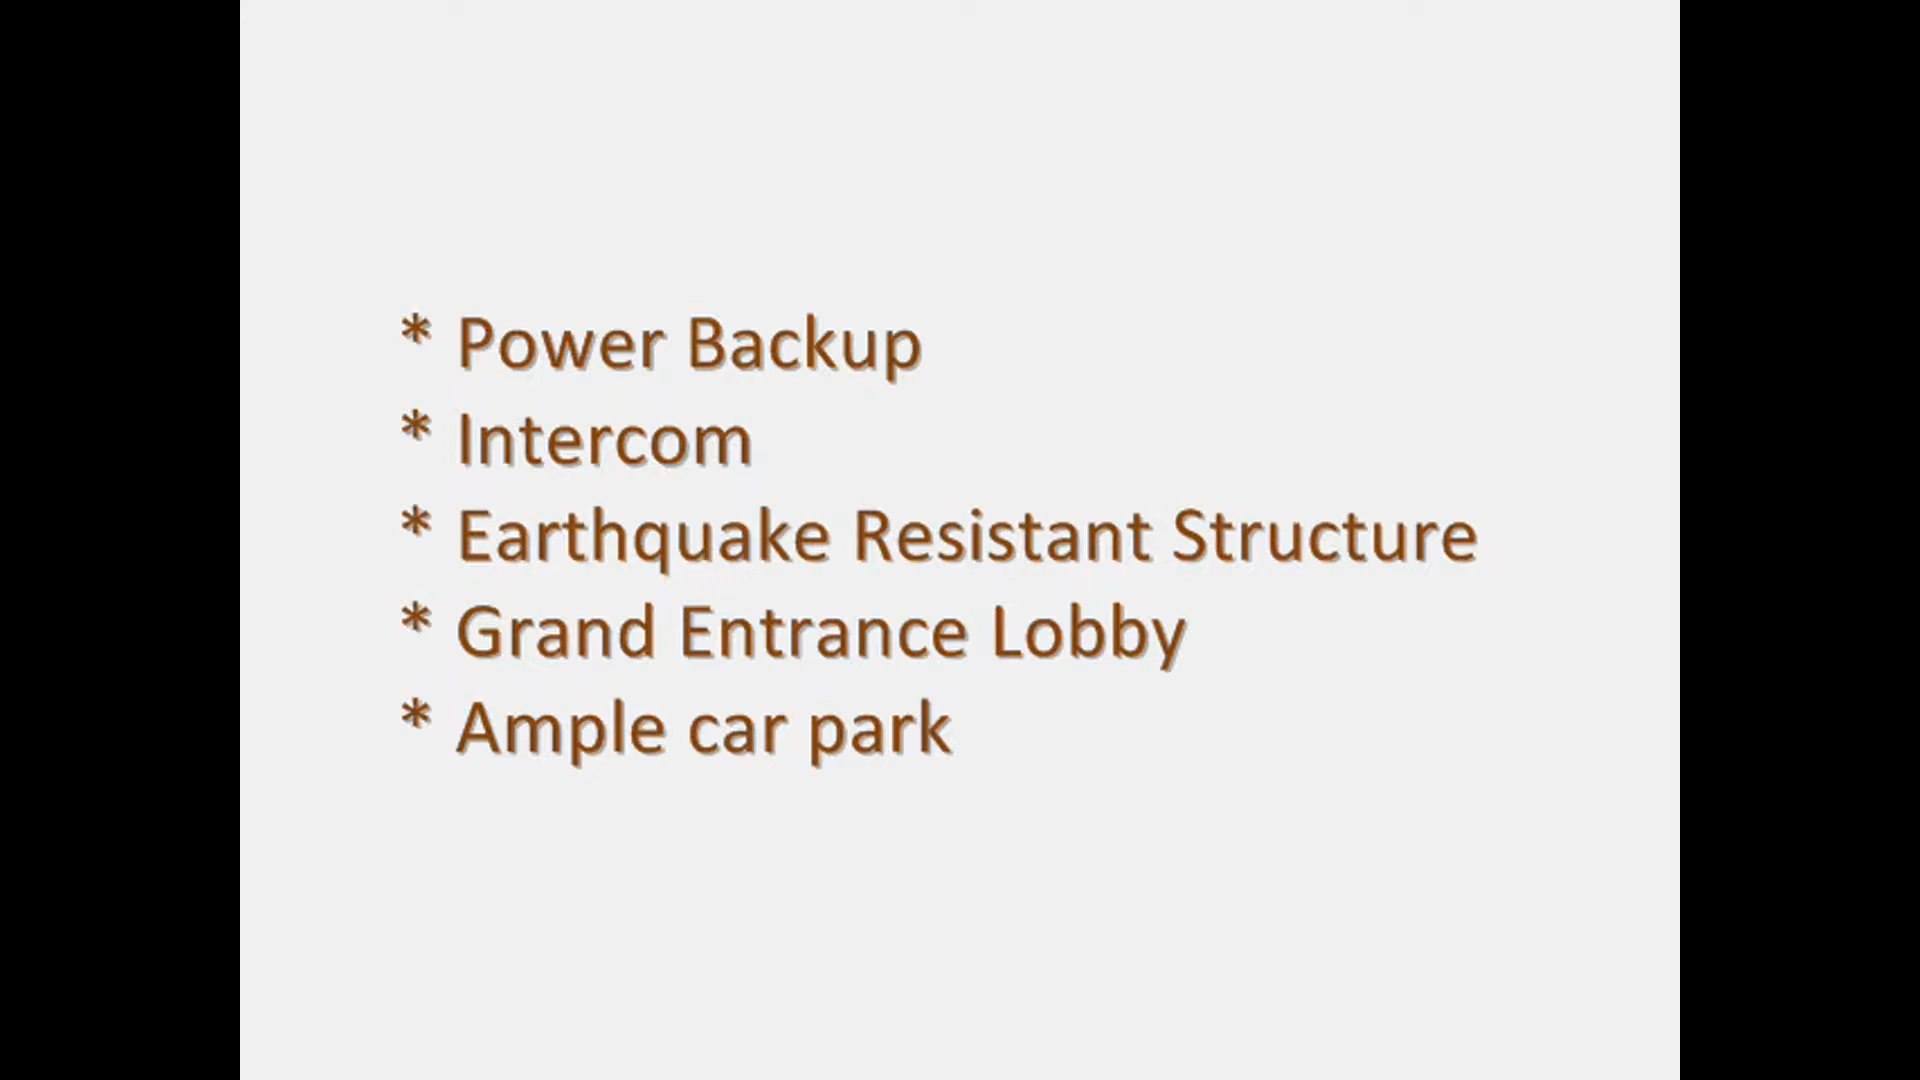 * Power Backup
* Intercom
* Earthquake Resistant Structure
* Grand Entrance Lobby
* Ample car park